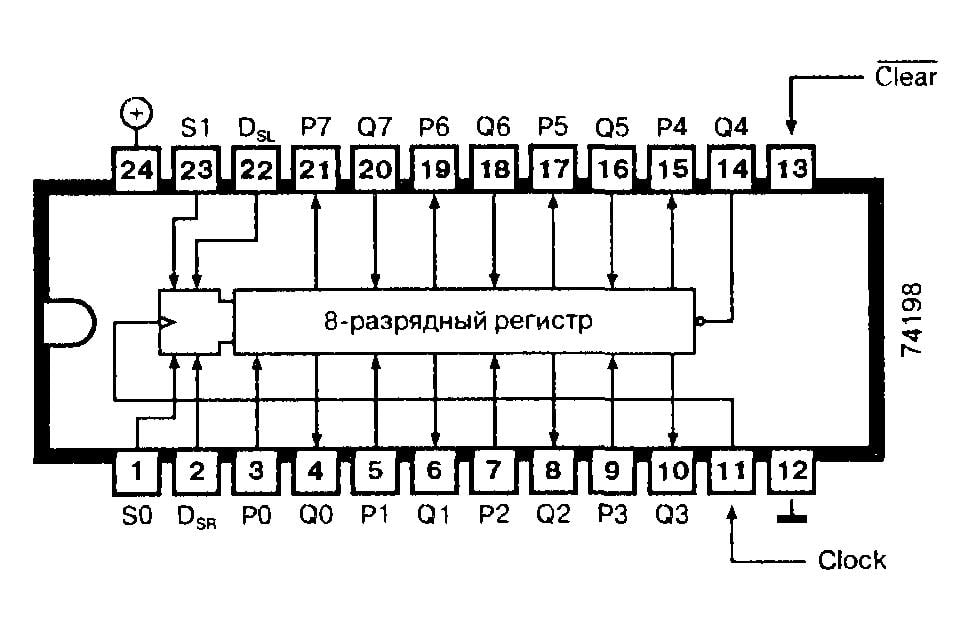 Clear
+ S1 DSL P7 Q7 P6 Q6 P5 Q5 P4 Q4
24 23 22 21 20 19 18 17 16 15 14 13
8-разрядный регистр
74198
1 2 3 4 5 6 7 8 9 10 11 12
S0 DSR P0 Q0 P1 Q1 P2 Q2 P3 Q3
Clock